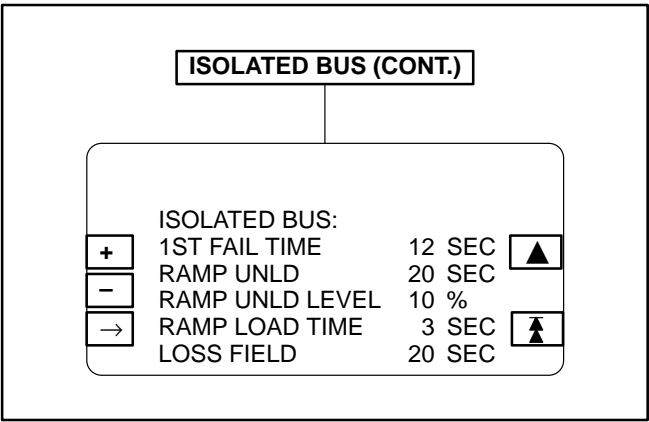 ISOLATED BUS (CONT.)
ISOLATED BUS:
+ 1ST FAIL TIME 12 SEC ▲
RAMP UNLD 20 SEC
– RAMP UNLD LEVEL 10 %
→ RAMP LOAD TIME 3 SEC
LOSS FIELD 20 SEC